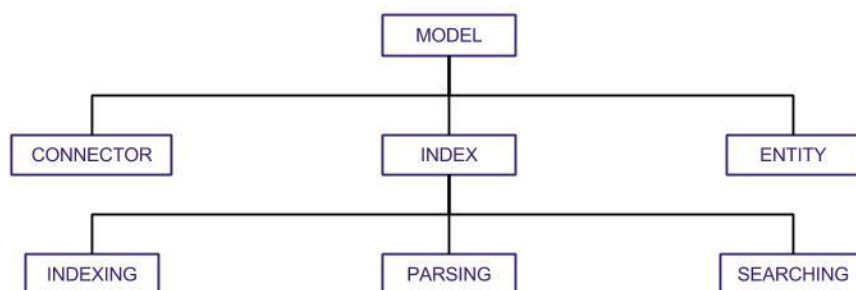 MODEL
CONNECTOR INDEX ENTITY
INDEXING PARSING SEARCHING